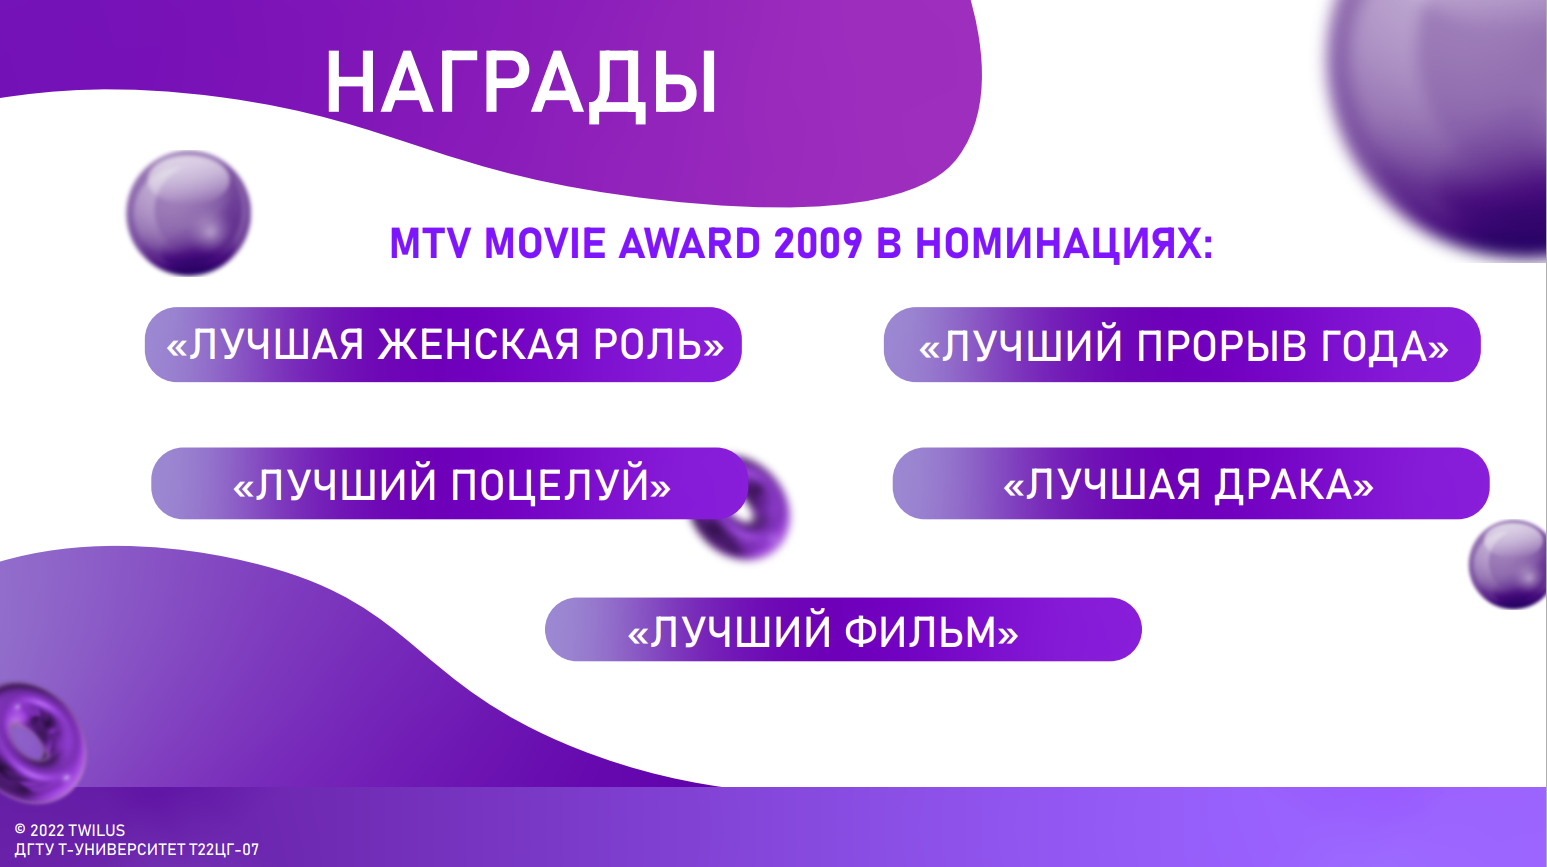 НАГРАДЫ
MTV MOVIE AWARD 2009 В НОМИНАЦИЯХ:
«ЛУЧШАЯ ЖЕНСКАЯ РОЛЬ»
«ЛУЧШИЙ ПРОРЫВ ГОДА»
«ЛУЧШИЙ ПОЦЕЛУЙ»
«ЛУЧШАЯ ДРАКА»
«ЛУЧШИЙ ФИЛЬМ»
© 2022 TWILUS
ДГТУ Т-УНИВЕРСИТЕТ Т22ЦГ-07